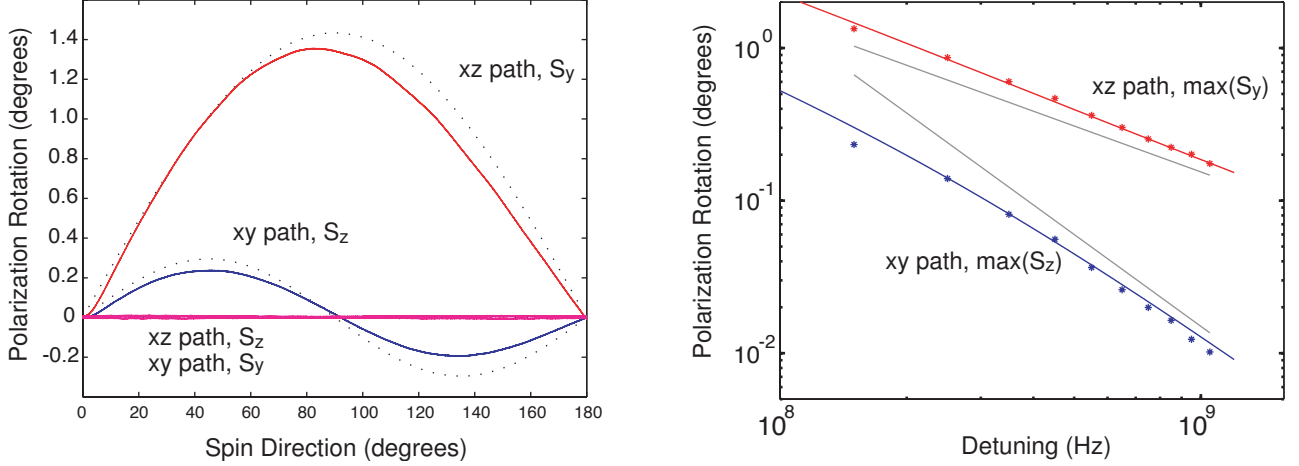 Polarization Rotation (degrees)
1.4
1.2
1
0.8
0.6
0.4
0.2
0
-0.2
xz path, Sy
xy path, Sz
xz path, Sz
xy path, Sy
0 20 40 60 80 100 120 140 160 180
Spin Direction (degrees)
Polarization Rotation (degrees)
10^0
10^-1
10^-2
xz path, max(Sy)
xy path, max(Sz)
10^8 10^9
Detuning (Hz)